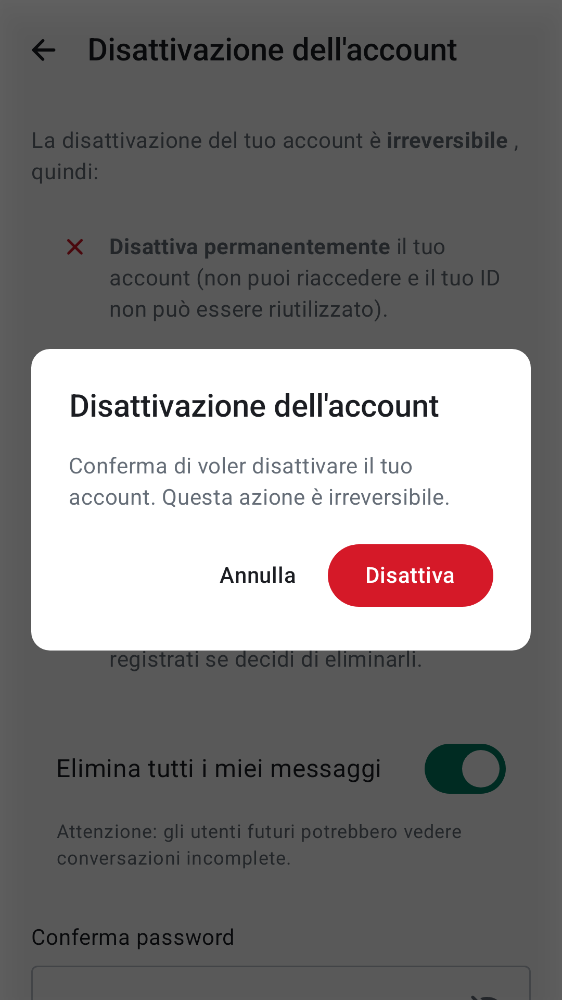 Disattivazione dell'account
La disattivazione del tuo account è irreversibile ,
quindi:
Disattiva permanentemente il tuo
account (non puoi riaccedere e il tuo ID
non può essere riutilizzato).
Disattivazione dell'account
Conferma di voler disattivare il tuo
account. Questa azione è irreversibile.
Annulla
Disattiva
registrati se decidi di eliminarli.
Elimina tutti i miei messaggi
Attenzione: gli utenti futuri potrebbero vedere
conversazioni incomplete.
Conferma password